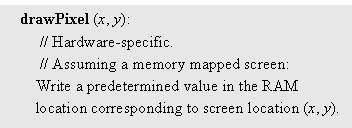 drawPixel (x, y):
// Hardware-specific.
// Assuming a memory mapped screen:
Write a predetermined value in the RAM
location corresponding to screen location (x, y).